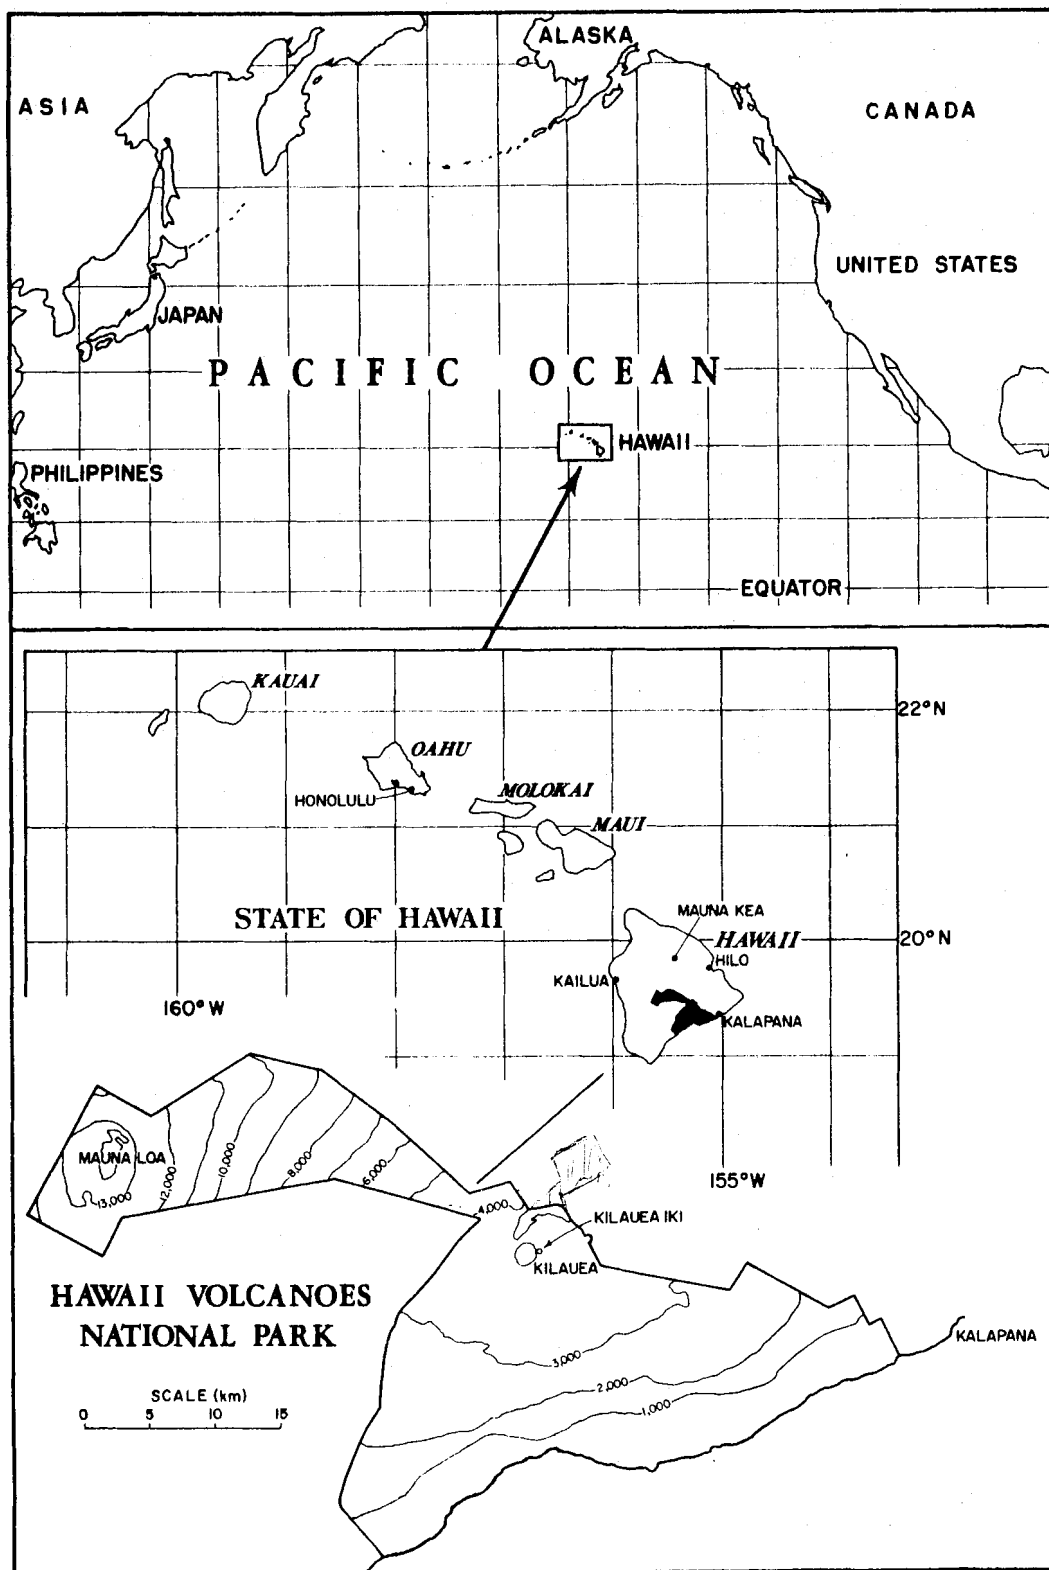 ALASKA
ASIA
CANADA
UNITED STATES
JAPAN
PACIFIC OCEAN
HAWAII
PHILIPPINES
EQUATOR
KAUAI
22°N
OAHU
HONOLULU
MOLOKAI
MAUI
STATE OF HAWAII
MAUNA KEA
HAWAII
20°N
HILO
KAILUA
160°W
KALAPANA
MAUNA LOA
13,000
12,000
10,000
8,000
6,000
4,000
155°W
KILAUEA IKI
KILAUEA
HAWAII VOLCANOES
NATIONAL PARK
KALAPANA
3,000
2,000
1,000
SCALE (km)
0 5 10 15